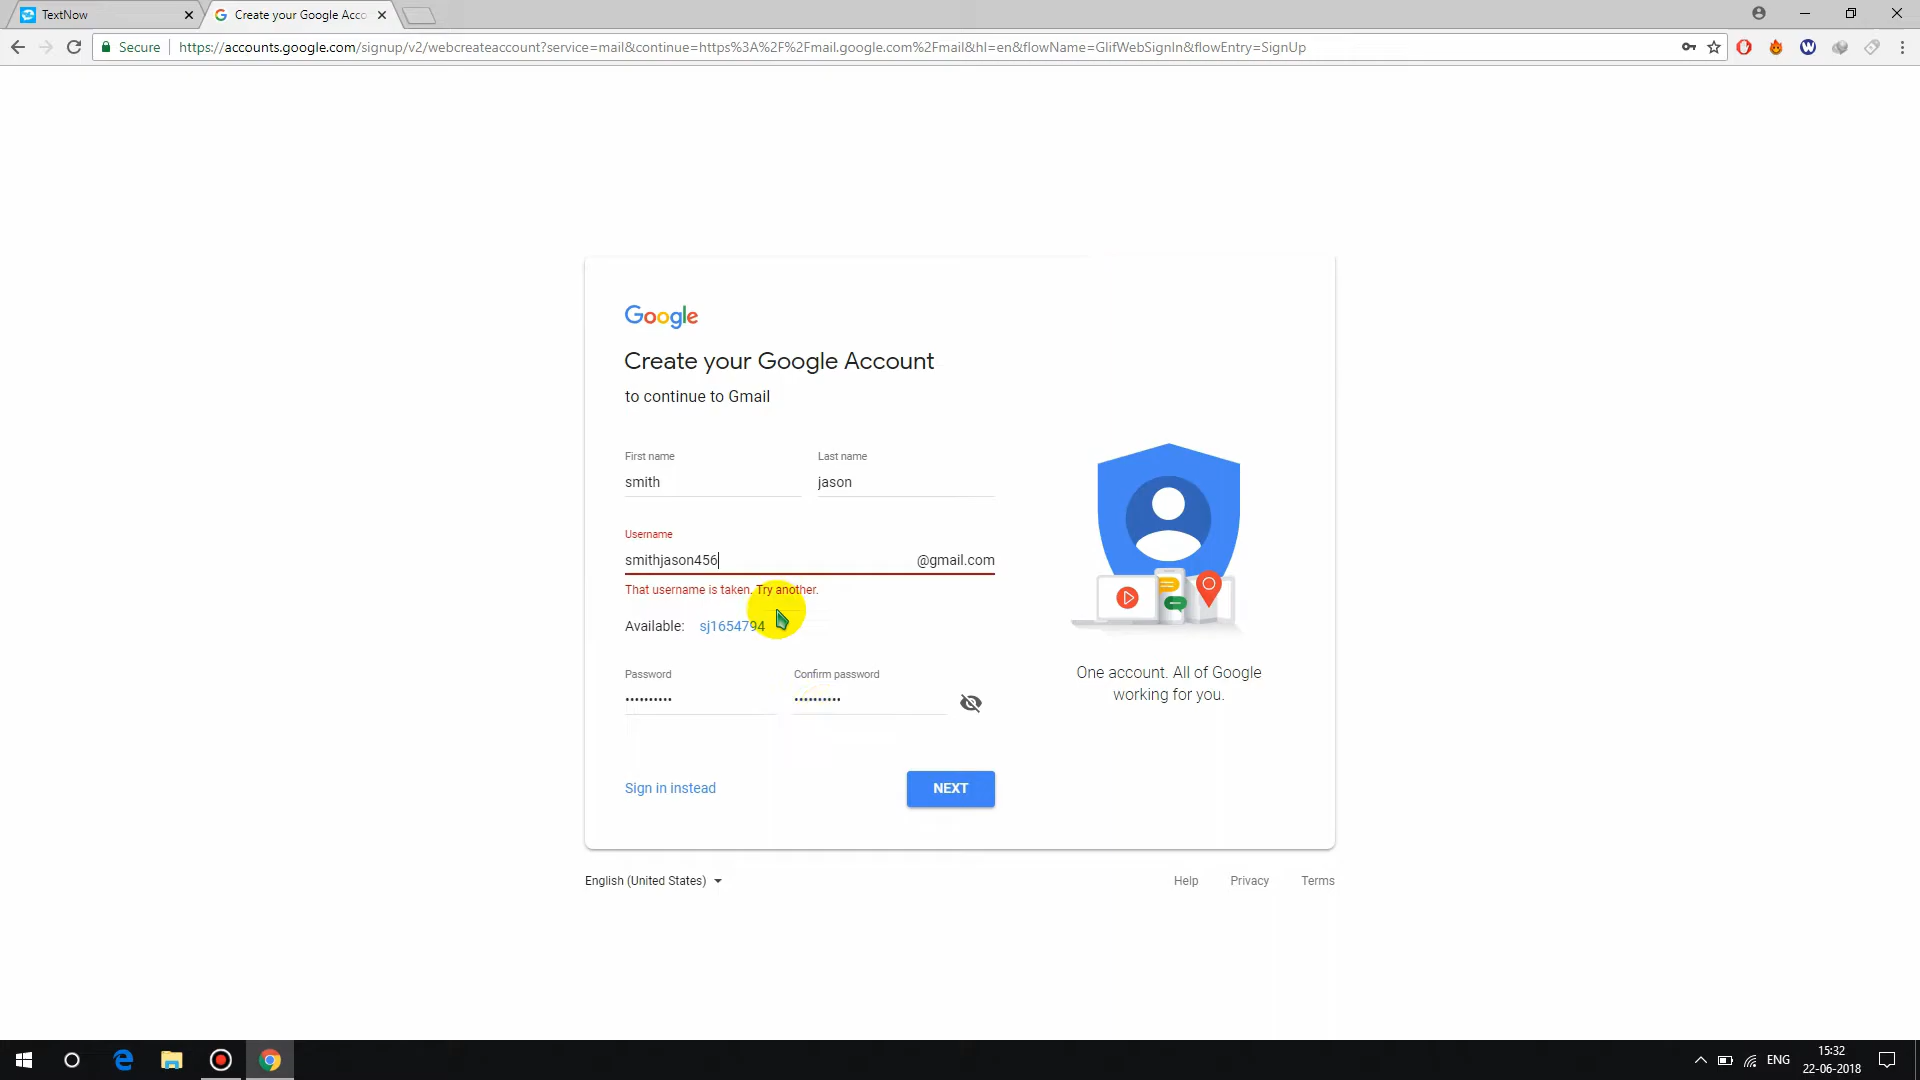 TextNow
Create your Google Acco
Secure
https://accounts.google.com/signup/v2/webcreateaccount?service=mail&continue=https%3A%2F%2Fmail.google.com%2Fmail&hl=en&flowName=GlifWebSignIn&flowEntry=SignUp
Google
Create your Google Account
to continue to Gmail
First name
Last name
smith
jason
Username
smithjason456
@gmail.com
That username is taken. Try another.
Available: sj1654794
Password
Confirm password
••••••••••
••••••••••
One account. All of Google
working for you.
Sign in instead
NEXT
English (United States)
Help
Privacy
Terms
ENG
15:32
22-06-2018